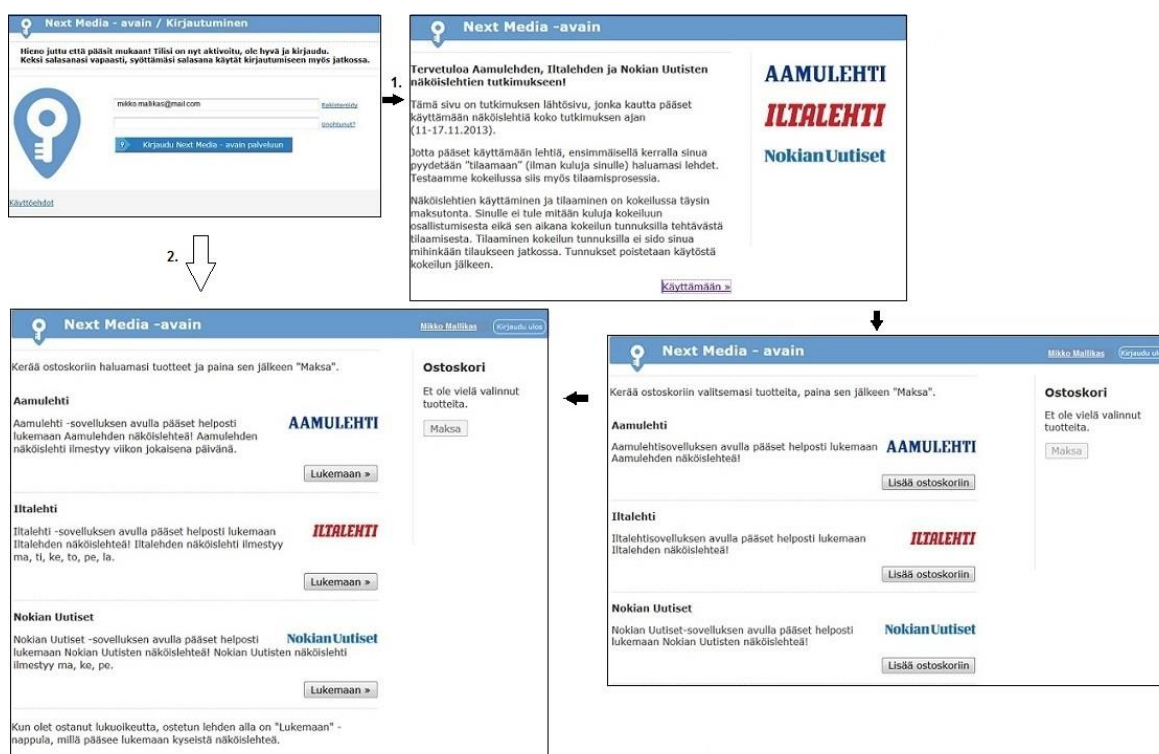 Next Media - avain / Kirjautuminen
Hieno juttu että pääsit mukaan! Tilisi on nyt aktivoitu, ole hyvä ja kirjaudu.
Keksi salasanasi vapaasti, syöttämäsi salasana käytät kirjautumiseen myös jatkossa.
mikko.mallikas@mail.com
Rekisteröidy
Unohtunut?
Kirjaudu Next Media - avain palveluun
Käyttöehdot
1.
Next Media -avain
Tervetuloa Aamulehden, Iltalehden ja Nokian Uutisten
näköislehtien tutkimukseen!
Tämä sivu on tutkimuksen lähtösivu, jonka kautta pääset
käyttämään näköislehtiä koko tutkimuksen ajan
(11-17.11.2013).
Jotta pääset käyttämään lehtiä, ensimmäisellä kerralla sinua
pyydetään "tilaamaan" (ilman kuluja sinulle) haluamasi lehdet.
Testaamme kokeilussa siis myös tilaamisprosessia.
Näköislehtien käyttäminen ja tilaaminen on kokeilussa täysin
maksutonta. Sinulle ei tule mitään kuluja kokeiluun
osallistumisesta eikä sen aikana kokeilun tunnuksilla tehtävästä
tilaamisesta. Tilaaminen kokeilun tunnuksilla ei sido sinua
mihinkään tilaukseen jatkossa. Tunnukset poistetaan käytöstä
kokeilun jälkeen.
Käyttämään »
AAMULEHTI
ILTALEHTI
Nokian Uutiset
2.
Next Media -avain
Mikko Mallikas
Kirjaudu ulos
Kerää ostoskoriin haluamasi tuotteet ja paina sen jälkeen "Maksa".
Aamulehti
Aamulehti -sovelluksen avulla pääset helposti
lukemaan Aamulehden näköislehteä! Aamulehden
näköislehti ilmestyy viikon jokaisena päivänä.
AAMULEHTI
Lukemaan »
Iltalehti
Iltalehti -sovelluksen avulla pääset helposti lukemaan
Iltalehden näköislehteä! Iltalehden näköislehti ilmestyy
ma, ti, ke, to, pe, la.
ILTALEHTI
Lukemaan »
Nokian Uutiset
Nokian Uutiset -sovelluksen avulla pääset helposti
lukemaan Nokian Uutisten näköislehteä! Nokian Uutisten näköislehti
ilmestyy ma, ke, pe.
Nokian Uutiset
Lukemaan »
Kun olet ostanut lukuoikeutta, ostetun lehden alla on "Lukemaan" -
nappula, millä pääsee lukemaan kyseistä näköislehteä.
Ostoskori
Et ole vielä valinnut
tuotteita.
Maksa
Next Media - avain
Mikko Mallikas
Kirjaudu ul
Kerää ostoskoriin valitsemasi tuotteita, paina sen jälkeen "Maksa".
Aamulehti
Aamulehtisovelluksen avulla pääset helposti lukemaan
Aamulehden näköislehteä!
AAMULEHTI
Lisää ostoskoriin
Iltalehti
Iltalehtisovelluksen avulla pääset helposti lukemaan
Iltalehden näköislehteä!
ILTALEHTI
Lisää ostoskoriin
Nokian Uutiset
Nokian Uutiset-sovelluksen avulla pääset helposti
lukemaan Nokian Uutisten näköislehteä!
Nokian Uutiset
Lisää ostoskoriin
Ostoskori
Et ole vielä valinnut
tuotteita.
Maksa